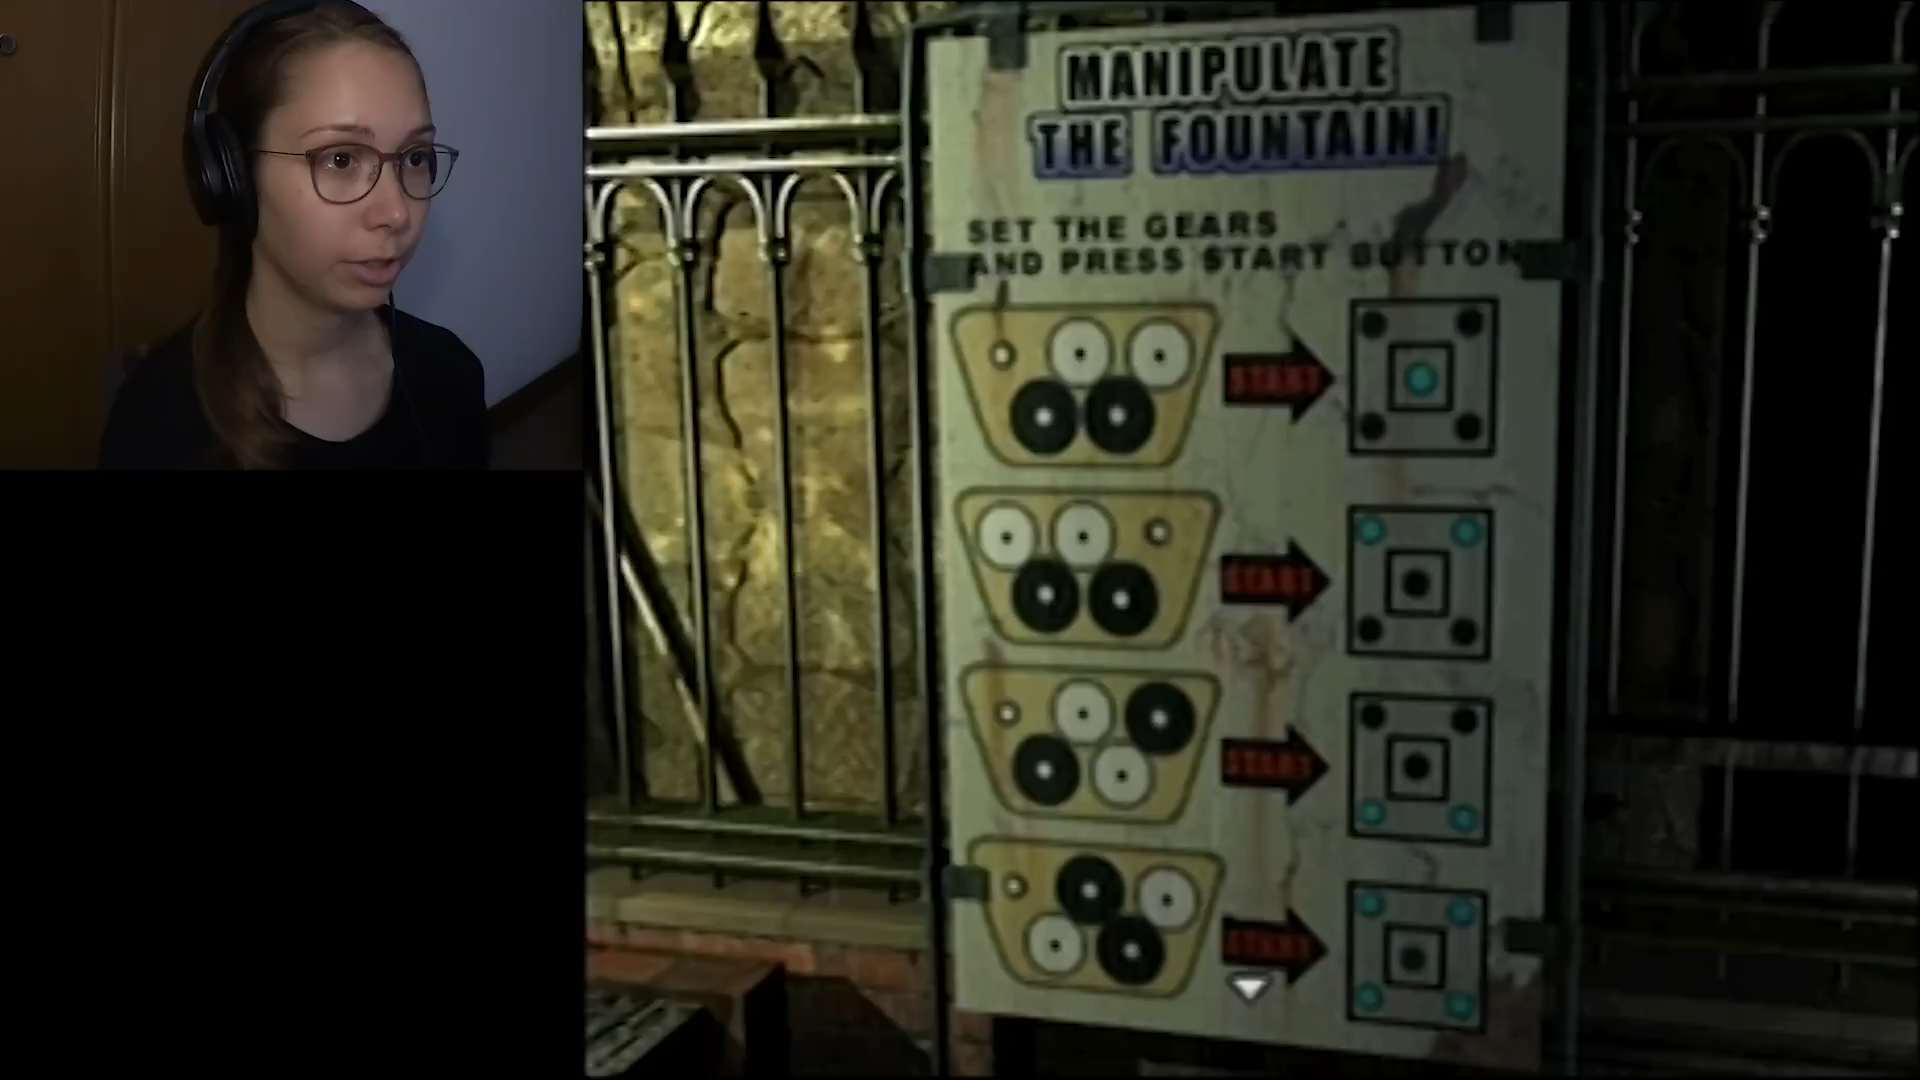 MANIPULATE
THE FOUNTAIN!
SET THE GEARS
AND PRESS START BUTTON
START
START
START
START